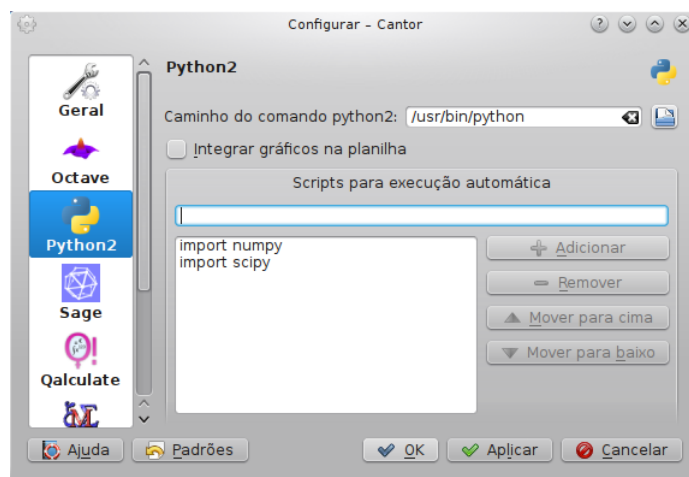 Configurar – Cantor
Geral
Octave
Python2
Sage
Qalculate
Python2
Caminho do comando python2: /usr/bin/python
Integrar gráficos na planilha
Scripts para execução automática
import numpy
import scipy
Adicionar
Remover
Mover para cima
Mover para baixo
Ajuda
Padrões
OK
Aplicar
Cancelar